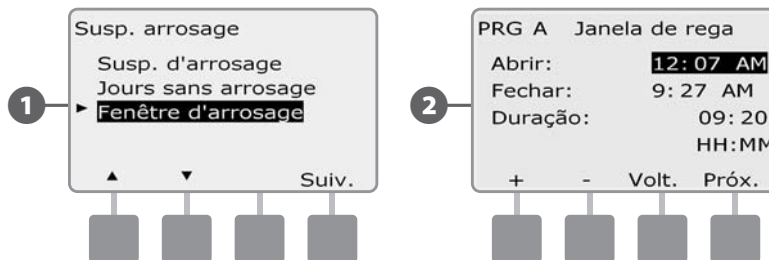 1
Susp. arrosage
Susp. d'arrosage
Jours sans arrosage
► Fenêtre d'arrosage
▲ ▼ Suiv.
2
PRG A Janela de rega
Abrir: 12:07 AM
Fechar: 9:27 AM
Duração: 09:20
HH:MM
+ - Volt. Próx.